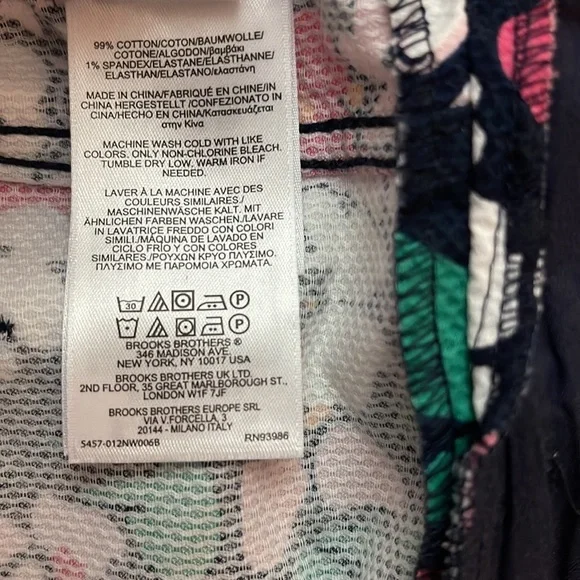 99% COTTON/COTON/BAUMWOLLE/
COTONE/ALGODON/βαμβάκι
1% SPANDEX/ELASTANE/ELASTHANNE/
ELASTHAN/ELASTANO/ελαστάνη
MADE IN CHINA/FABRIQUÉ EN CHINE/IN
CHINA HERGESTELLT /CONFEZIONATO IN
CINA/HECHO EN CHINA/Κατασκευάζεται
στην Κίνα
MACHINE WASH COLD WITH LIKE
COLORS. ONLY NON-CHLORINE BLEACH.
TUMBLE DRY LOW. WARM IRON IF
NEEDED.
LAVER À LA MACHINE AVEC DES
COULEURS SIMILAIRES./
MASCHINENWÄSCHE KALT. MIT
ÄHNLICHEN FARBEN WASCHEN./LAVARE
IN LAVATRICE FREDDO CON COLORI
SIMILI./MÁQUINA DE LAVADO EN
CICLO FRÍO Y CON COLORES
SIMILARES./ΡΟΥΧΩΝ ΚΡΥΟ ΠΛΥΣΙΜΟ./
ΠΛΥΣΙΜΟ ΜΕ ΠΑΡΟΜΟΙΑ ΧΡΩΜΑΤΑ.
30 P
P
BROOKS BROTHERS ®
346 MADISON AVE
NEW YORK, NY 10017 USA
BROOKS BROTHERS UK LTD.
2ND FLOOR, 35 GREAT MARLBOROUGH ST.,
LONDON W1F 7JF
BROOKS BROTHERS EUROPE SRL
VIA V.FORCELLA 3
20144 - MILANO ITALY
5457-012NW006B RN93986